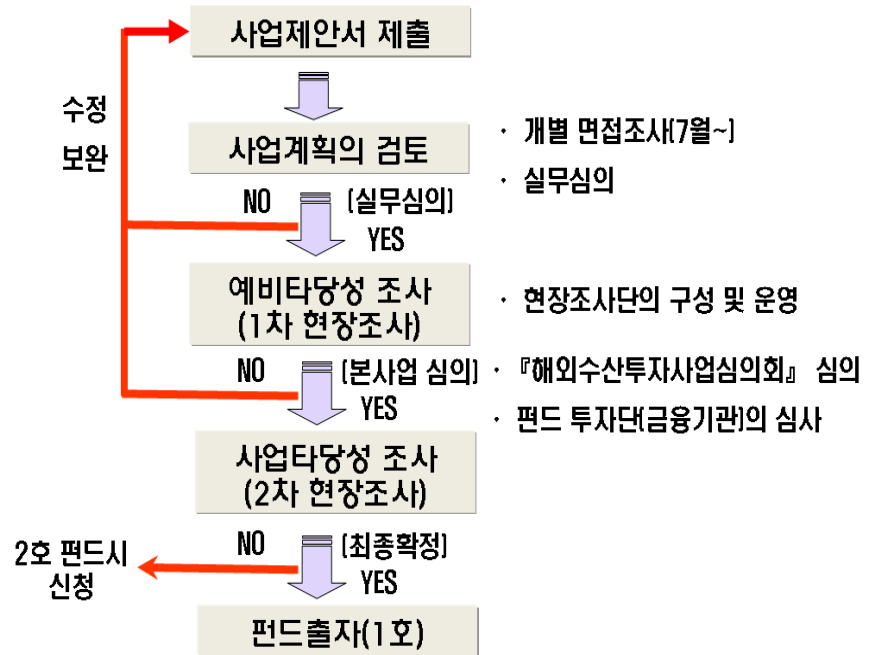 사업제안서 제출
수정
보완
사업계획의 검토
· 개별 면접조사(7월~)
· 실무심의
NO
(실무심의)
YES
예비타당성 조사
(1차 현장조사)
· 현장조사단의 구성 및 운영
NO
(본사업 심의)
· 『해외수산투자사업심의회』 심의
YES
· 펀드 투자단(금융기관)의 심사
사업타당성 조사
(2차 현장조사)
NO
(최종확정)
2호 펀드시
신청
YES
펀드출자(1호)